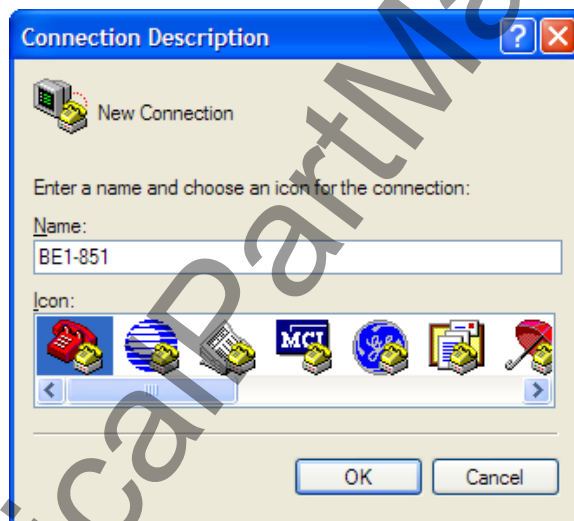 Connection Description
New Connection
Enter a name and choose an icon for the connection:
Name:
BE1-851
Icon:
MCI
OK
Cancel